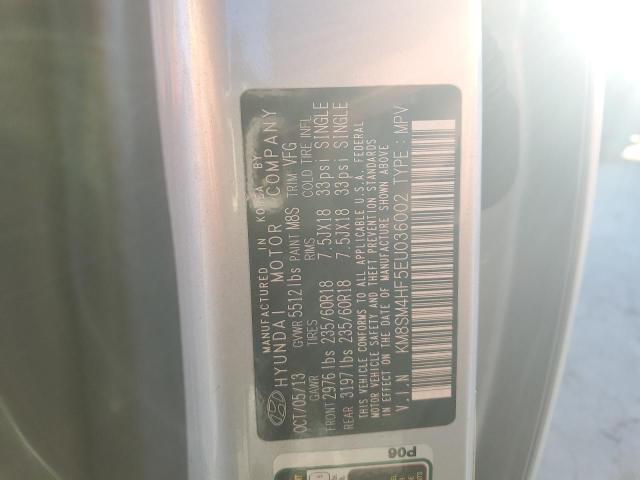 MANUFACTURED IN KOREA BY
HYUNDAI MOTOR COMPANY
OCT/05/13 GVWR 5512 lbs PAINT M8S TRIM VFG
GAWR TIRES RIMS COLD TIRE INFL
FRONT 2976 lbs 235/60R18 7.5JX18 33psi SINGLE
REAR 3197 lbs 235/60R18 7.5JX18 33psi SINGLE
THIS VEHICLE CONFORMS TO ALL APPLICABLE U.S.A. FEDERAL
MOTOR VEHICLE SAFETY AND THEFT PREVENTION STANDARDS
IN EFFECT ON THE DATE OF MANUFACTURE SHOWN ABOVE
V.I.N KM8SM4HF5EU036002 TYPE : MPV
P06